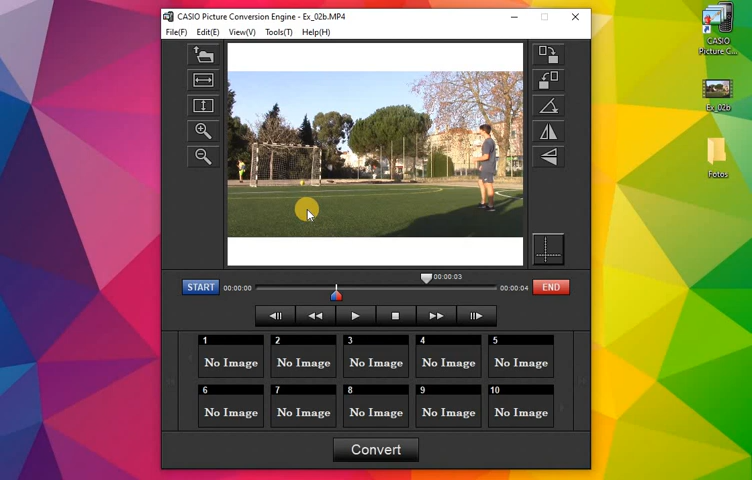 CASIO Picture Conversion Engine - Ex_02b.MP4
File(F) Edit(E) View(V) Tools(T) Help(H)
START
00:00:00
00:00:03
00:00:04
END
1 2 3 4 5
No Image No Image No Image No Image No Image
6 7 8 9 10
No Image No Image No Image No Image No Image
Convert
CASIO
Picture C...
Ex_02b
Fotos